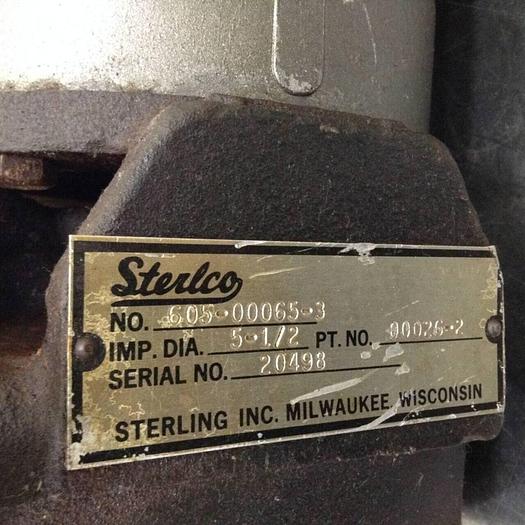 Sterlco
NO. 605-00065-3
IMP. DIA. 5-1/2 PT. NO. 00026-2
SERIAL NO. 20498
STERLING INC. MILWAUKEE, WISCONSIN